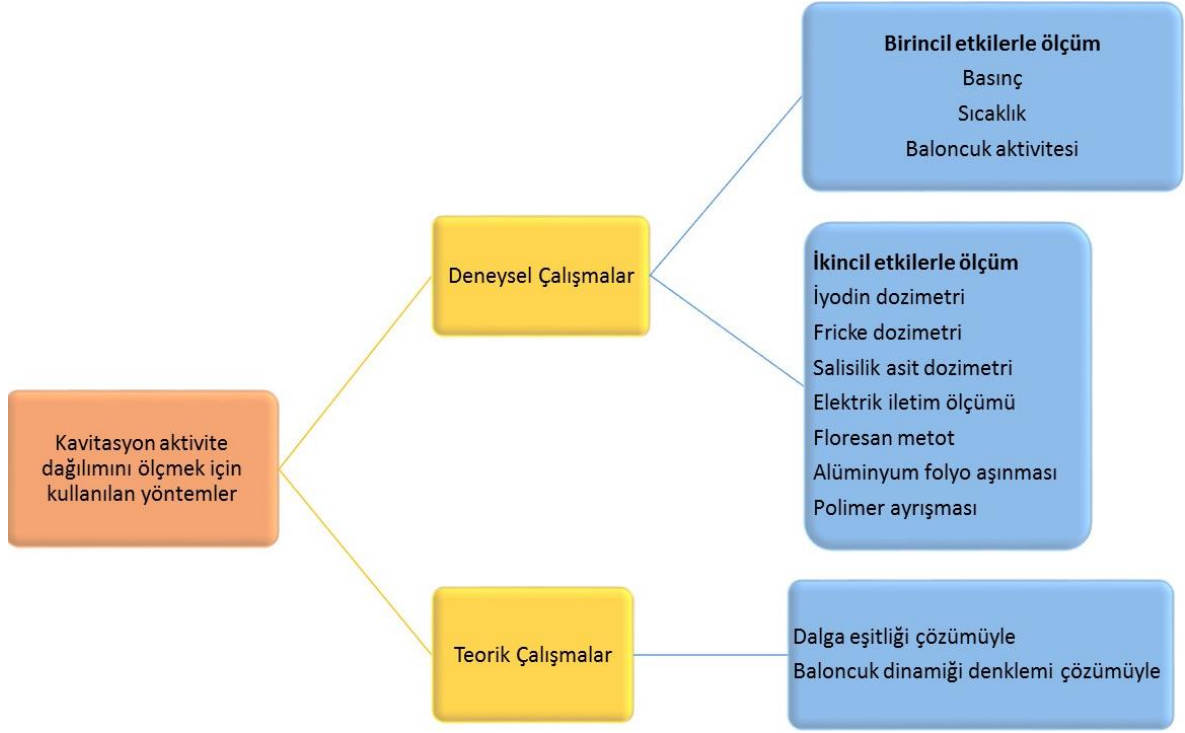 Kavitasyon aktivite
dağılımını ölçmek için
kullanılan yöntemler
Deneysel Çalışmalar
Birincil etkilerle ölçüm
Basınç
Sıcaklık
Baloncuk aktivitesi
İkincil etkilerle ölçüm
İyodin dozimetri
Fricke dozimetri
Salisilik asit dozimetri
Elektrik iletim ölçümü
Floresan metot
Alüminyum folyo aşınması
Polimer ayrışması
Teorik Çalışmalar
Dalga eşitliği çözümüyle
Baloncuk dinamiği denklemi çözümüyle